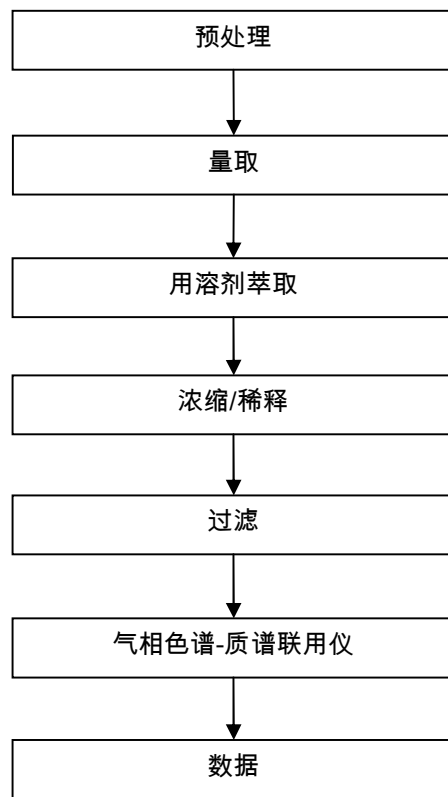 预处理
量取
用溶剂萃取
浓缩/稀释
过滤
气相色谱-质谱联用仪
数据